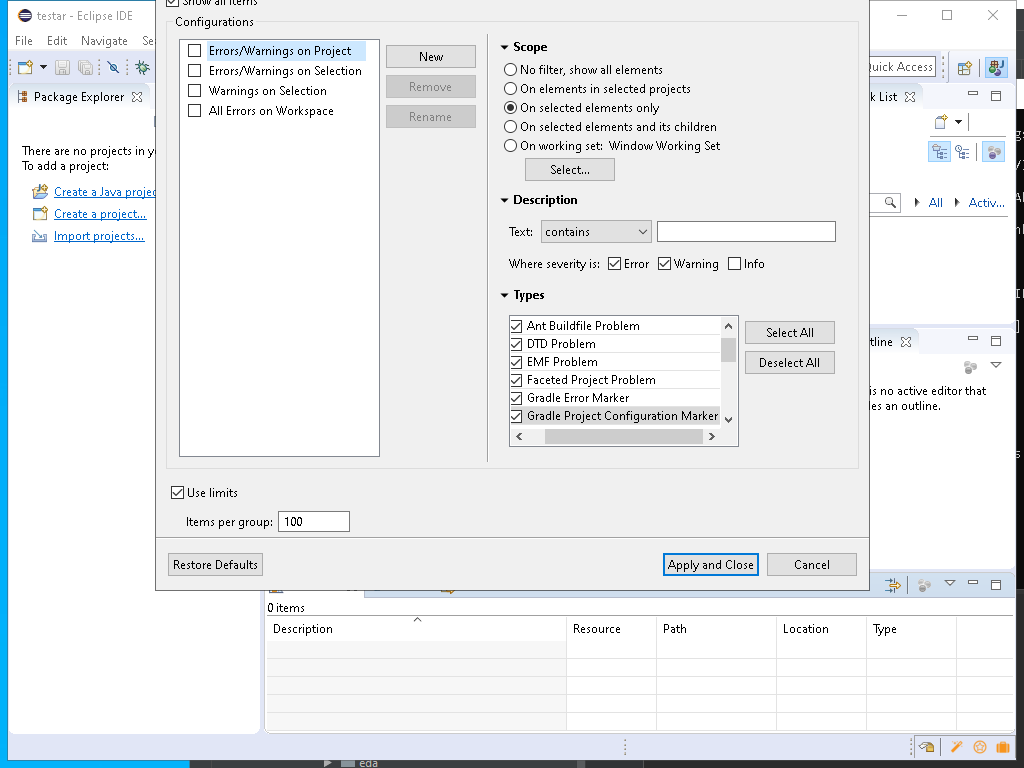 testar - Eclipse IDE
Show all items
File Edit Navigate Se
Configurations
Errors/Warnings on Project
Errors/Warnings on Selection
Warnings on Selection
All Errors on Workspace
New
Remove
Rename
Scope
No filter, show all elements
On elements in selected projects
On selected elements only
On selected elements and its children
On working set: Window Working Set
Select...
Description
Text: contains
Where severity is: Error Warning Info
Types
Ant Buildfile Problem
DTD Problem
EMF Problem
Faceted Project Problem
Gradle Error Marker
Gradle Project Configuration Marker
Select All
Deselect All
Use limits
Items per group: 100
Restore Defaults
Apply and Close
Cancel
Package Explorer
There are no projects in y
To add a project:
Create a Java projec
Create a project...
Import projects...
Quick Access
k List
All Activ...
tline
is no active editor that
les an outline.
0 items
Description Resource Path Location Type
eda